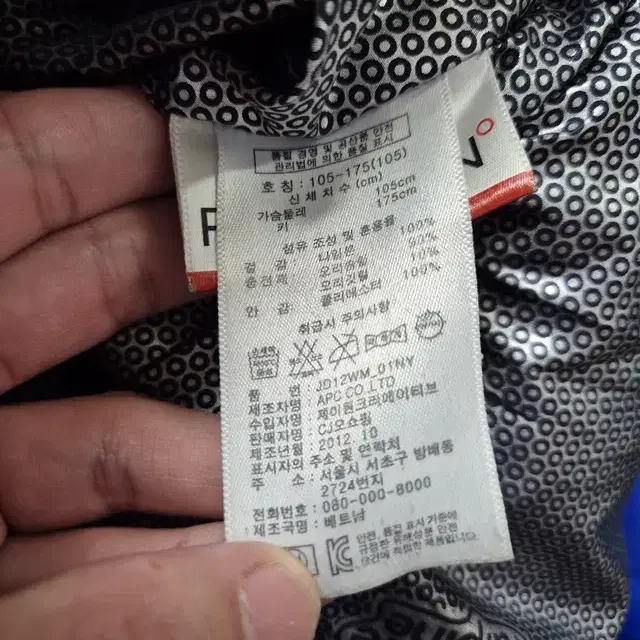 품질 경영 및 공산품 안전
관리법에 의한 품질 표시
호 칭 : 105-175(105)
신체치수(cm)
가슴둘레 105cm
키 175cm
섬유 조성 및 혼용율
겉 감 나일론 100%
충전재 오리솜털 90%
오리깃털 10%
안 감 폴리에스터 100%
취급시 주의사항
품 명 : JD12WM_01NY
제조자명 : APC CO.LTD
수입자명 : 제이원크리에이티브
판매자명 : CJ오쇼핑
제조년월 : 2012.10
표시자의 주소 및 연락처
주소 : 서울시 서초구 방배동
2724번지
전화번호 : 080-000-8000
제조국명 : 베트남